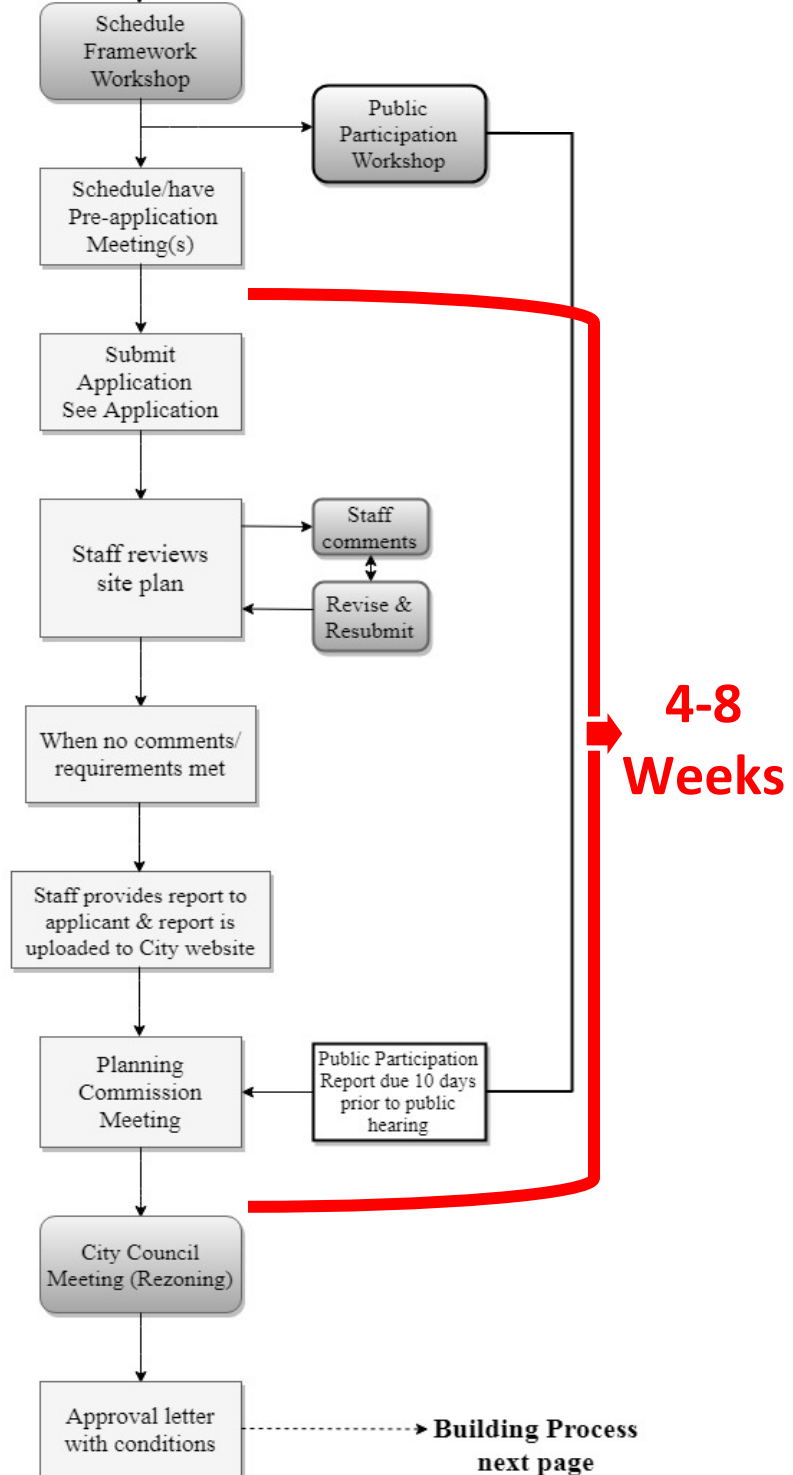 Schedule
Framework
Workshop
Public
Participation
Workshop
Schedule/have
Pre-application
Meeting(s)
Submit
Application
See Application
Staff reviews
site plan
Staff
comments
Revise &
Resubmit
4-8
Weeks
When no comments/
requirements met
Staff provides report to
applicant & report is
uploaded to City website
Planning
Commission
Meeting
Public Participation
Report due 10 days
prior to public
hearing
City Council
Meeting (Rezoning)
Approval letter
with conditions
Building Process
next page